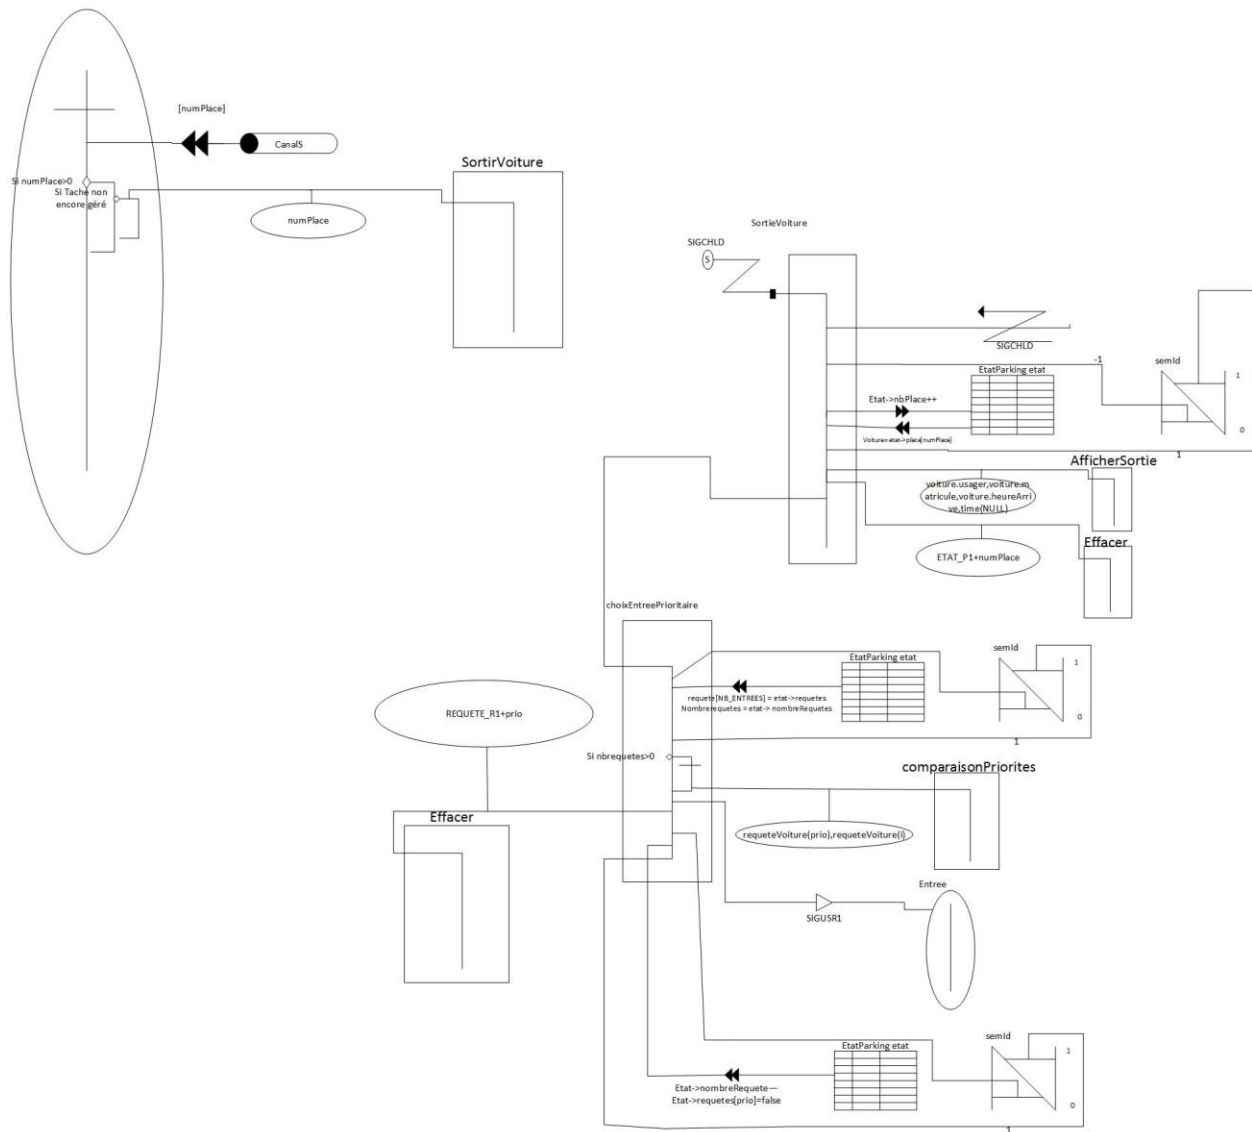 [numPlace]
CanalS
Si numPlace>0
Si Tache non
encore géré
numPlace
SortirVoiture
SortieVoiture
SIGCHLD
S
SIGCHLD
-1
semId
1
0
EtatParking etat
Etat->nbPlace++
Voiture=etat->place[numPlace]
1
AfficherSortie
voiture.usager,voiture.m
atricule,voiture.heureArri
ve,time(NULL)
Effacer
ETAT_P1+numPlace
choixEntreePrioritaire
semId
1
0
EtatParking etat
requete[NB_ENTREES] = etat->requetes
Nombrerequetes = etat-> nombreRequetes
1
REQUETE_R1+prio
Si nbrequetes>0
comparaisonPriorites
requeteVoiture(prio),requeteVoiture(i)
Effacer
Entree
SIGUSR1
semId
1
0
EtatParking etat
Etat->nombreRequete—
Etat->requetes[prio]=false
1